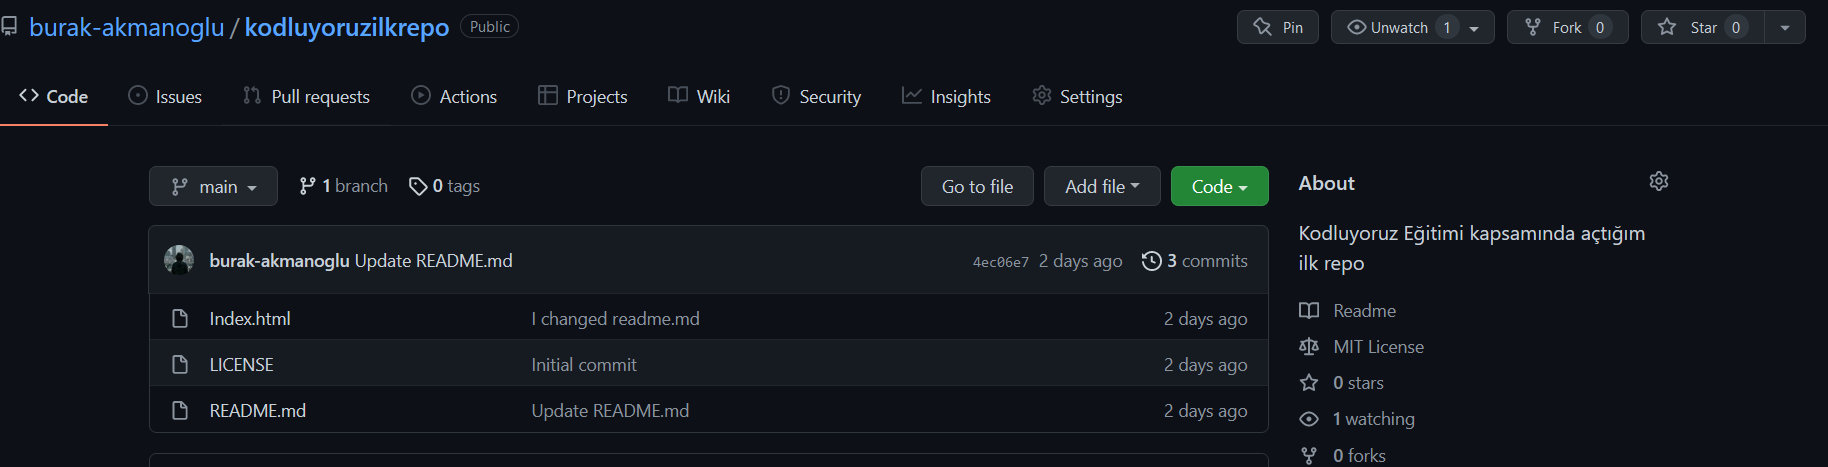 burak-akmanoglu / kodluyoruzilkrepo Public
Pin Unwatch 1 Fork 0 Star 0
Code Issues Pull requests Actions Projects Wiki Security Insights Settings
main 1 branch 0 tags Go to file Add file Code
burak-akmanoglu Update README.md 4ec06e7 2 days ago 3 commits
Index.html I changed readme.md 2 days ago
LICENSE Initial commit 2 days ago
README.md Update README.md 2 days ago
About
Kodluyoruz Eğitimi kapsamında açtığım
ilk repo
Readme
MIT License
0 stars
1 watching
0 forks